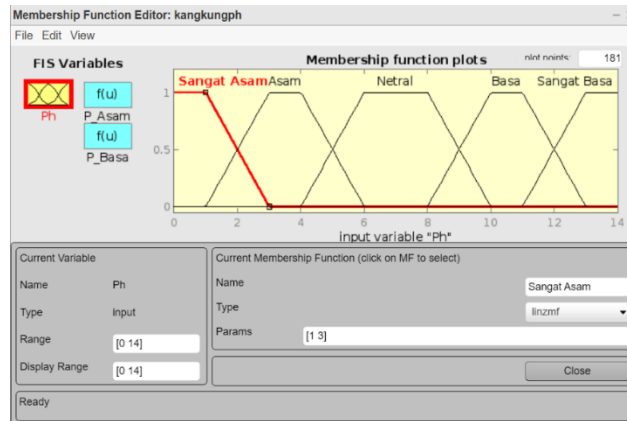 Membership Function Editor: kangkungph
File Edit View
FIS Variables
Ph
f(u)
P_Asam
f(u)
P_Basa
Membership function plots
plot points: 181
Sangat Asam Asam Netral Basa Sangat Basa
1
0.5
0
0 2 4 6 8 10 12 14
input variable "Ph"
Current Variable
Name Ph
Type input
Range [0 14]
Display Range [0 14]
Current Membership Function (click on MF to select)
Name Sangat Asam
Type linzmf
Params [1 3]
Close
Ready